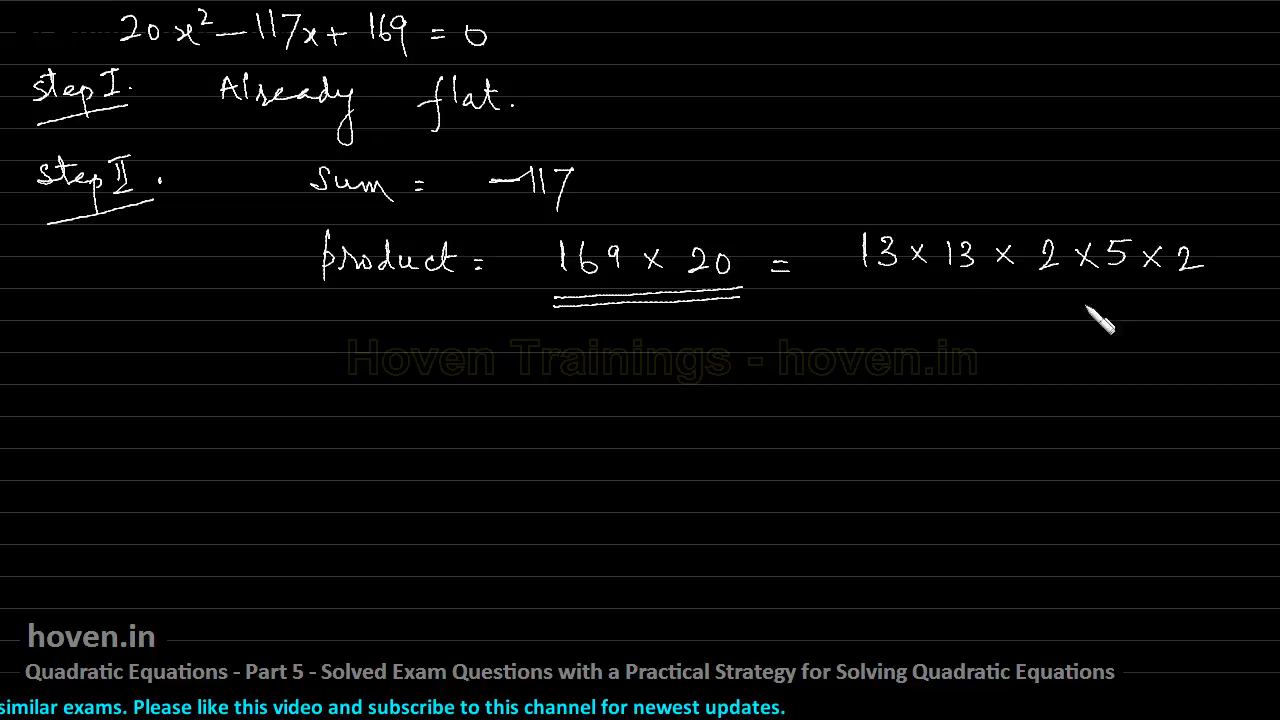 20x² - 117x + 169 = 0
step I. Already flat.
step II. sum = -117
product = 169 × 20 = 13 × 13 × 2 × 5 × 2
Hoven Trainings - hoven.in
hoven.in
Quadratic Equations - Part 5 - Solved Exam Questions with a Practical Strategy for Solving Quadratic Equations
similar exams. Please like this video and subscribe to this channel for newest updates.